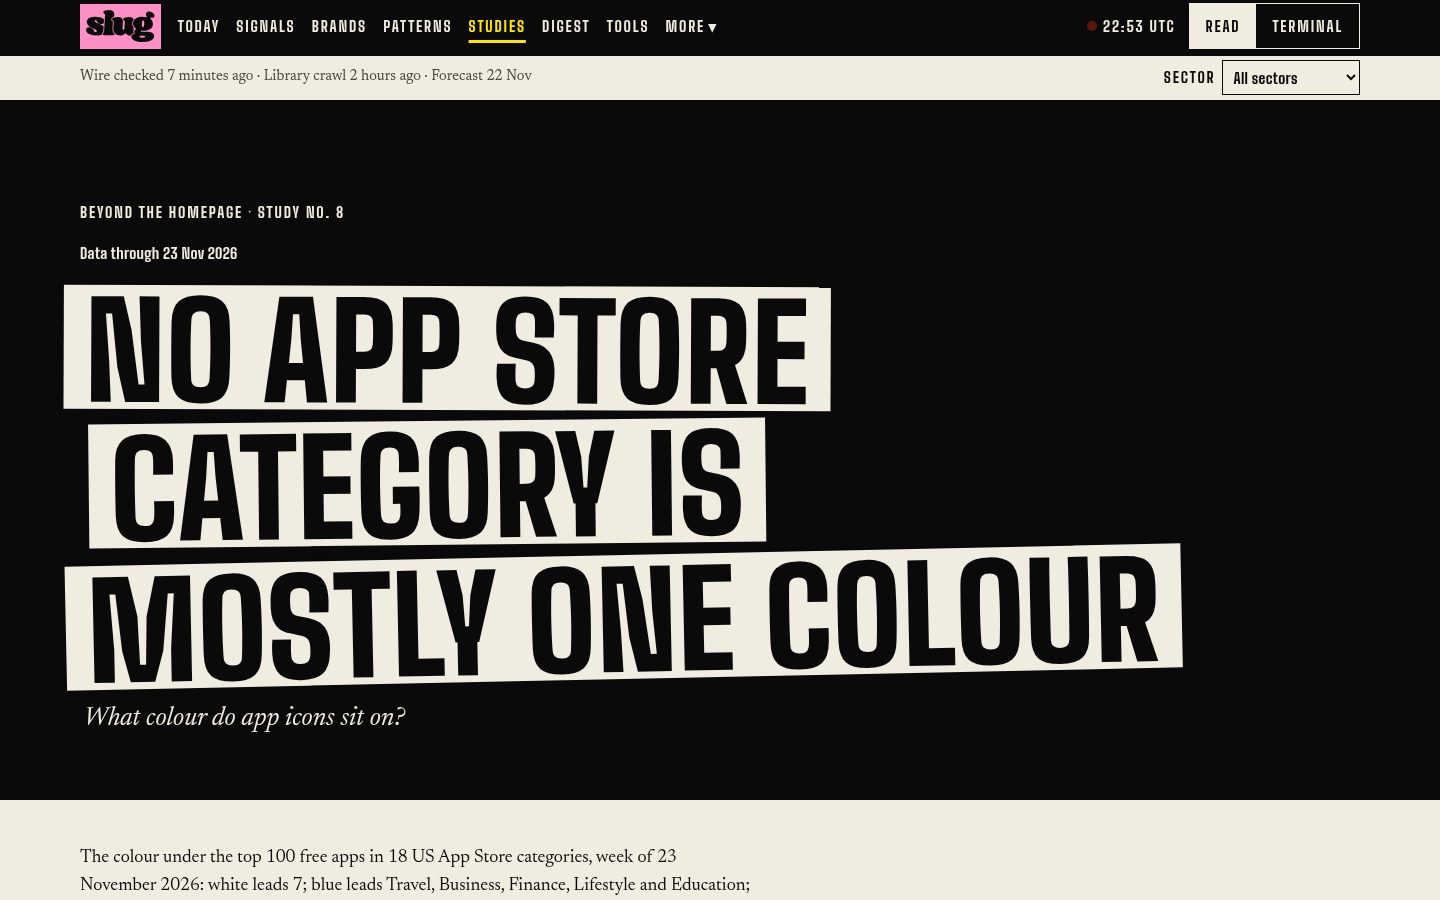 slug TODAY SIGNALS BRANDS PATTERNS STUDIES DIGEST TOOLS MORE ▾ 22:53 UTC READ TERMINAL
Wire checked 7 minutes ago · Library crawl 2 hours ago · Forecast 22 Nov SECTOR All sectors
BEYOND THE HOMEPAGE · STUDY NO. 8
Data through 23 Nov 2026
NO APP STORE
CATEGORY IS
MOSTLY ONE COLOUR
What colour do app icons sit on?
The colour under the top 100 free apps in 18 US App Store categories, week of 23
November 2026: white leads 7; blue leads Travel, Business, Finance, Lifestyle and Education;